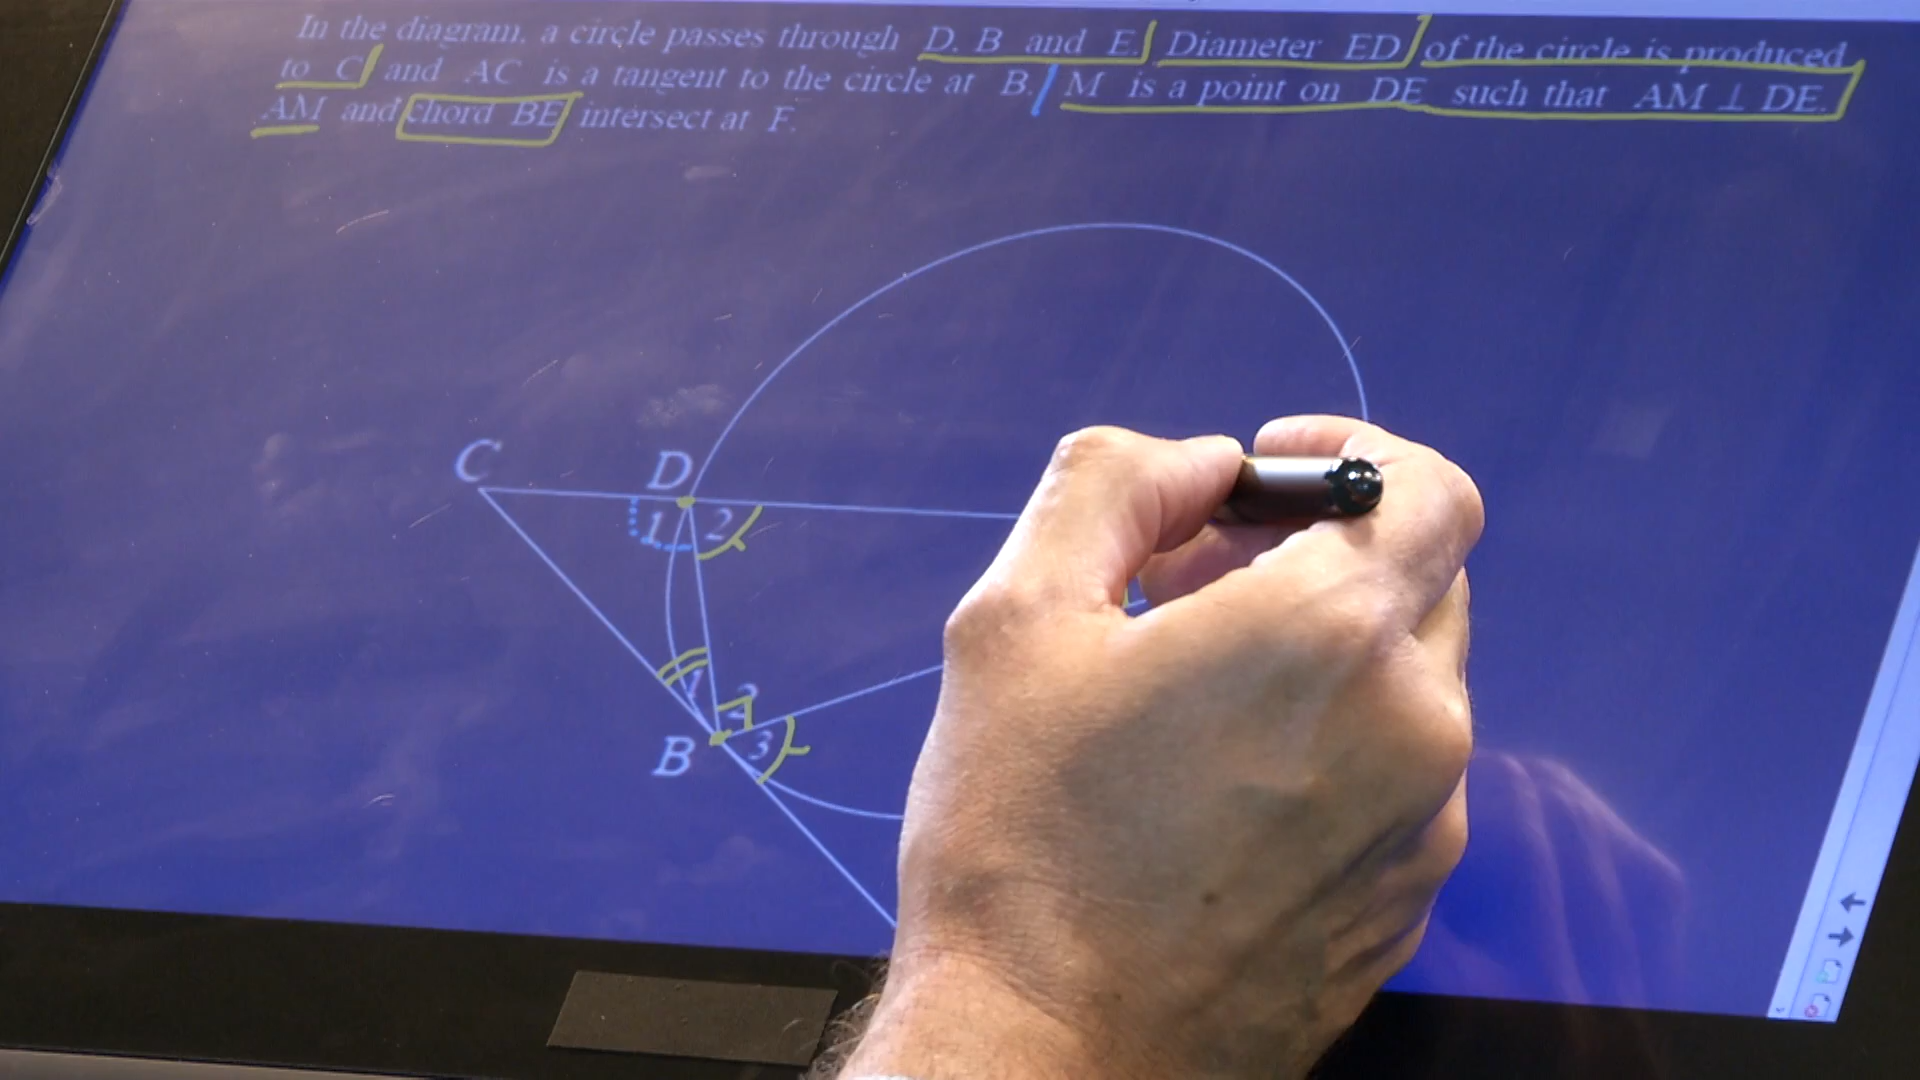 In the diagram, a circle passes through D, B and E. Diameter ED of the circle is produced
to C and AC is a tangent to the circle at B. M is a point on DE such that AM ⊥ DE.
AM and chord BE intersect at F.
C
D
1 2
1 2
B 3